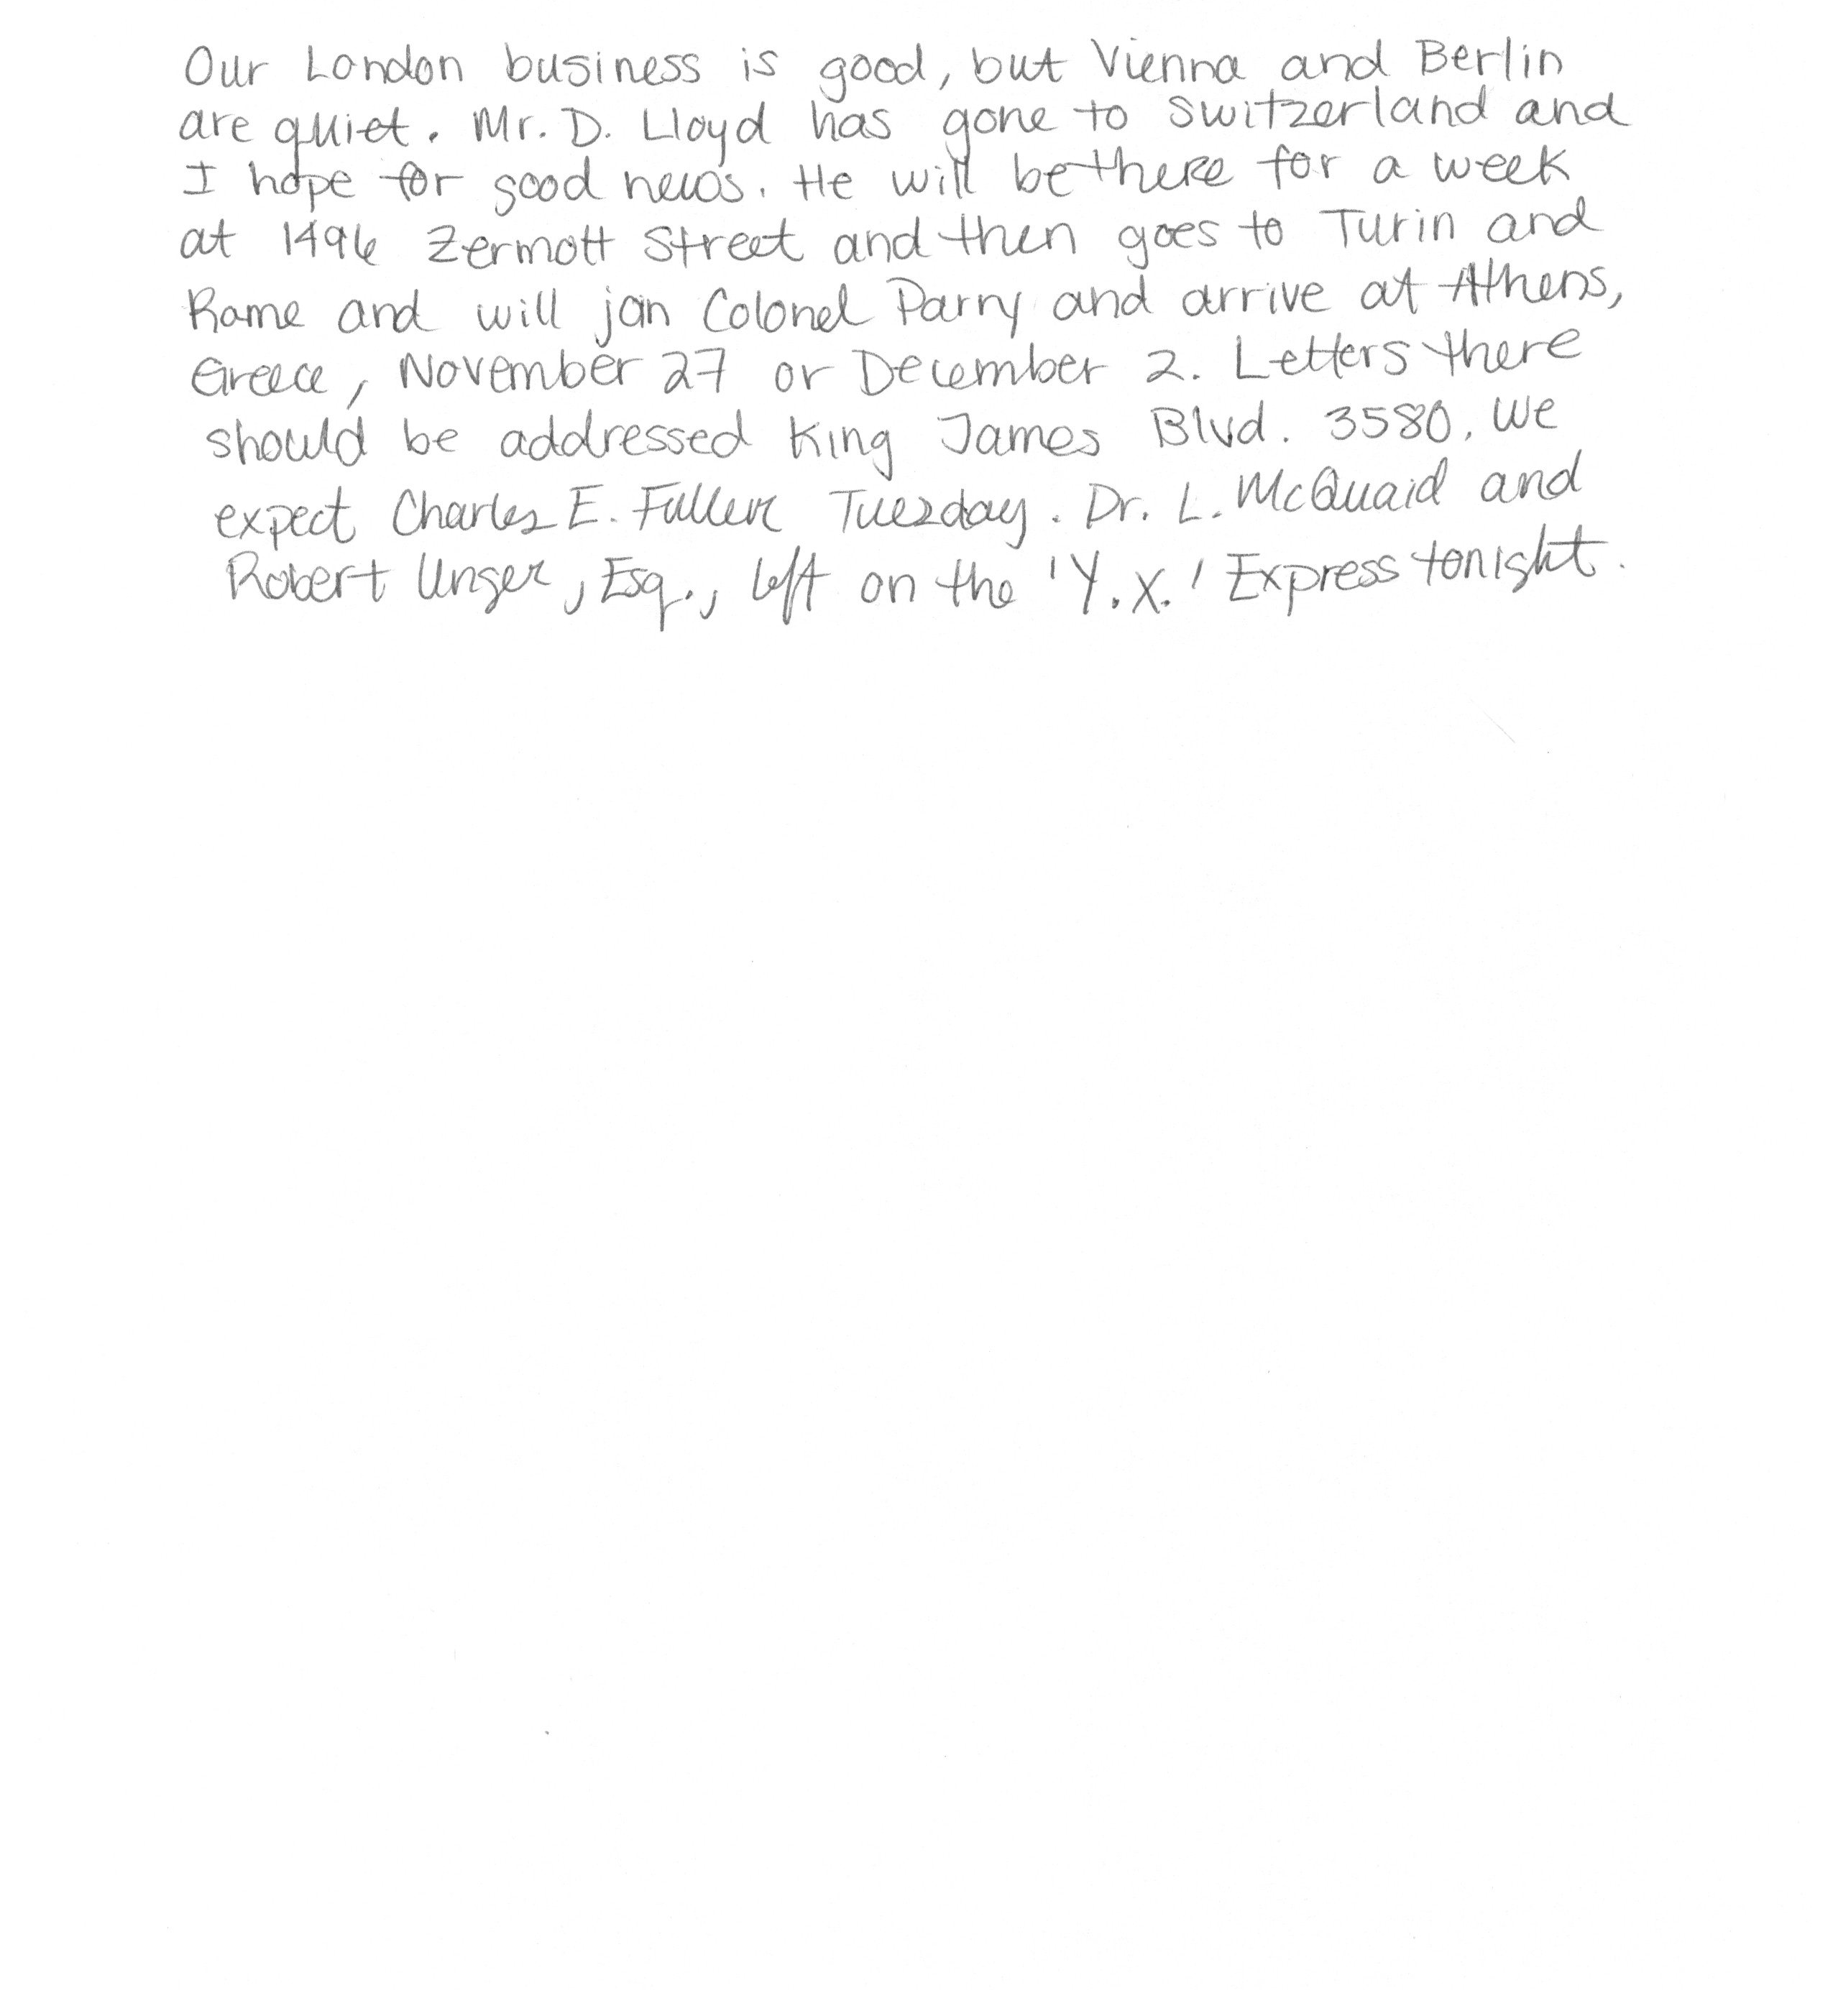 Our London business is good, but Vienna and Berlin
are quiet. Mr. D. Lloyd has gone to Switzerland and
I hope for good news. He will be there for a week
at 1496 Zermott Street and then goes to Turin and
Rome and will join Colonel Parry and arrive at Athens,
Greece, November 27 or December 2. Letters there
should be addressed King James Blvd. 3580. We
expect Charles E. Fuller Tuesday. Dr. L. McQuaid and
Robert Unger, Esq., left on the 'Y.X.' Express tonight.